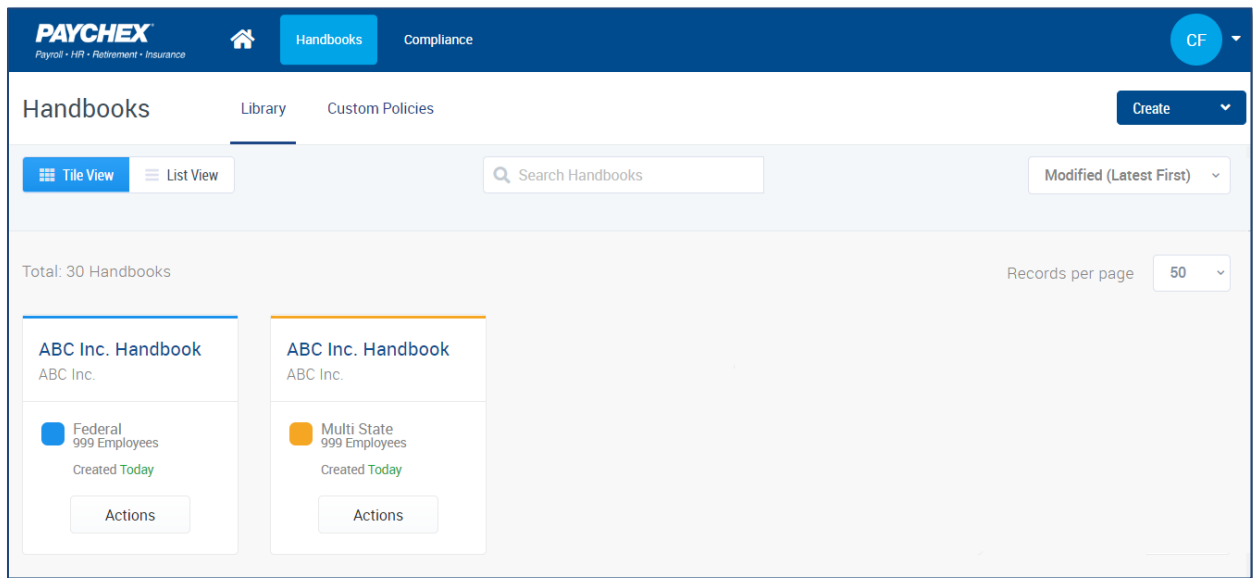 PAYCHEX
Payroll • HR • Retirement • Insurance
Handbooks
Compliance
CF
Handbooks
Library
Custom Policies
Create
Tile View
List View
Search Handbooks
Modified (Latest First)
Total: 30 Handbooks
Records per page
50
ABC Inc. Handbook
ABC Inc.
Federal
999 Employees
Created Today
Actions
ABC Inc. Handbook
ABC Inc.
Multi State
999 Employees
Created Today
Actions